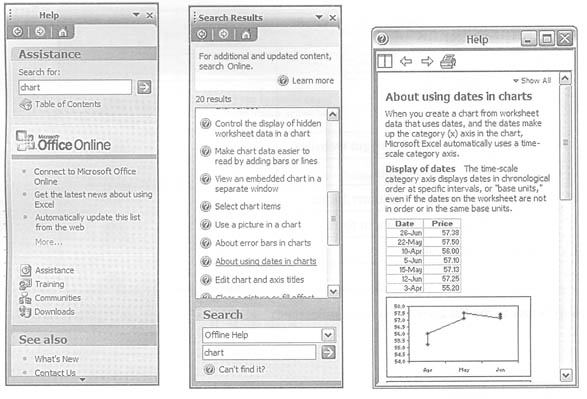 Help
Assistance
Search for:
chart
Table of Contents
Microsoft
Office Online
Connect to Microsoft Office
Online
Get the latest news about using
Excel
Automatically update this list
from the web
More...
Assistance
Training
Communities
Downloads
See also
What's New
Contact Us
Search Results
For additional and updated content,
search Online.
Learn more
20 results
Control the display of hidden
worksheet data in a chart
Make chart data easier to
read by adding bars or lines
View an embedded chart in a
separate window
Select chart items
Use a picture in a chart
About error bars in charts
About using dates in charts
Edit chart and axis titles
Clear a picture or fill effect
Search
Offline Help
chart
Can't find it?
Help
Show All
About using dates in charts
When you create a chart from worksheet
data that uses dates, and the dates make
up the category (x) axis in the chart,
Microsoft Excel automatically uses a time-
scale category axis.
Display of dates The time-scale
category axis displays dates in chronological
order at specific intervals, or "base units,"
even if the dates on the worksheet are not
in order or in the same base units.
Date Price
26-Jun 57.38
22-May 57.50
10-Apr 56.00
5-Jun 57.10
15-May 57.13
12-Jun 57.25
3-Apr 55.20
58.0
57.5
57.0
56.5
56.0
55.5
55.0
54.5
54.0
Apr May Jun